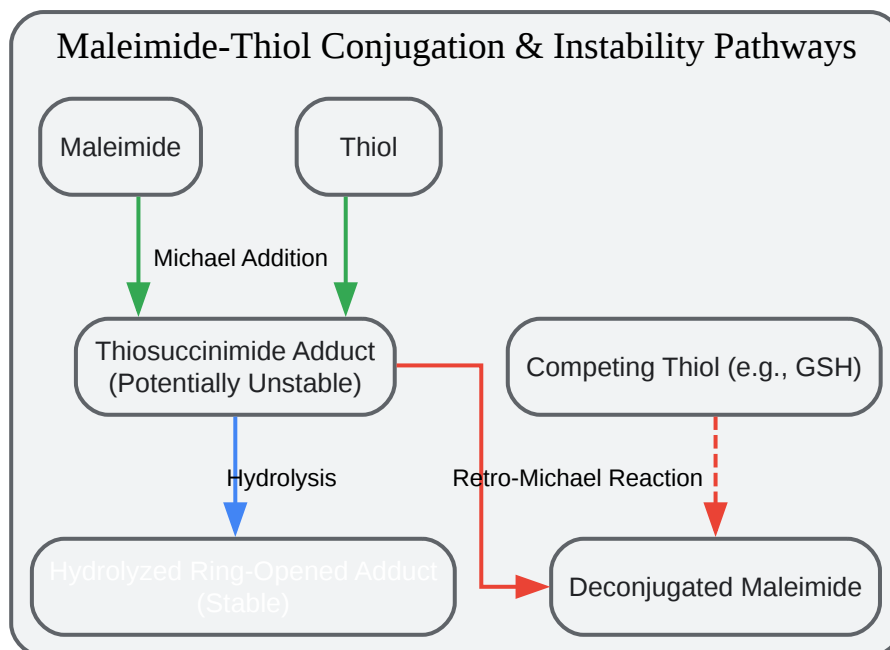 Maleimide-Thiol Conjugation & Instability Pathways
Maleimide
Thiol
Michael Addition
Thiosuccinimide Adduct
(Potentially Unstable)
Competing Thiol (e.g., GSH)
Hydrolysis
Retro-Michael Reaction
Hydrolyzed Ring-Opened Adduct
(Stable)
Deconjugated Maleimide